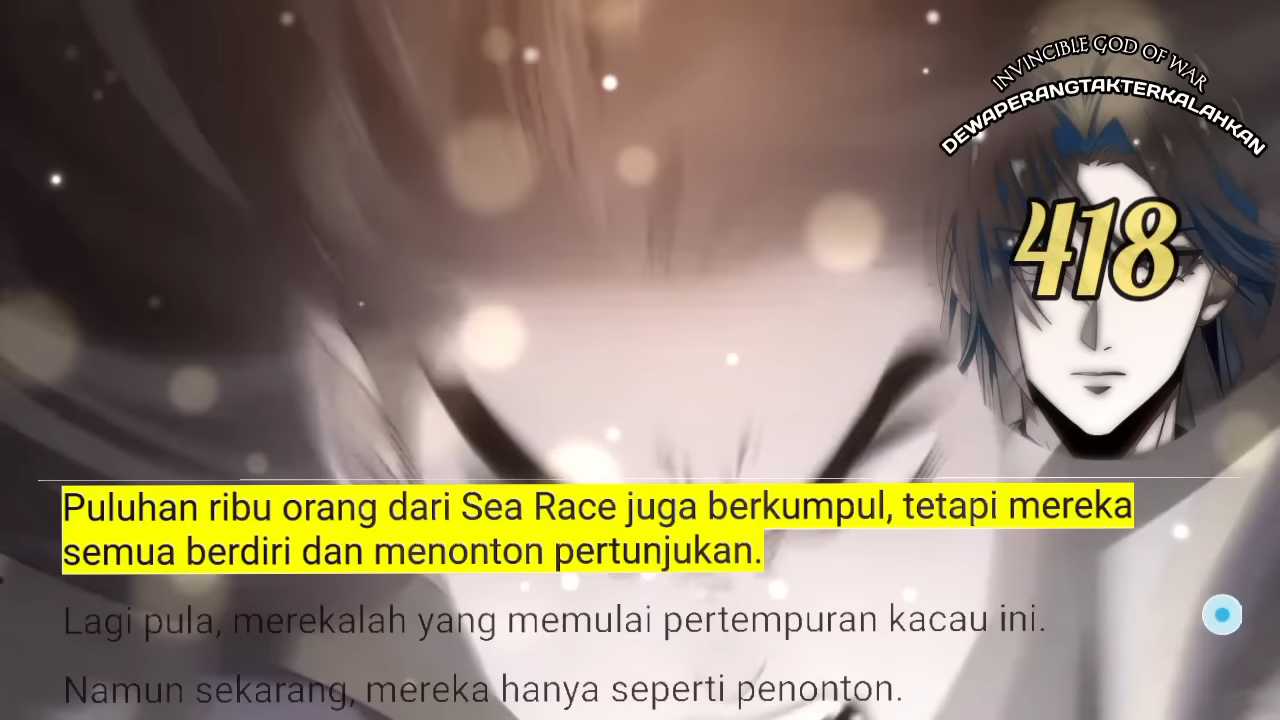 INVINCIBLE GOD OF WAR
DEWAPERANGTAKTERKALAHKAN
418
Puluhan ribu orang dari Sea Race juga berkumpul, tetapi mereka
semua berdiri dan menonton pertunjukan.
Lagi pula, merekalah yang memulai pertempuran kacau ini.
Namun sekarang, mereka hanya seperti penonton.